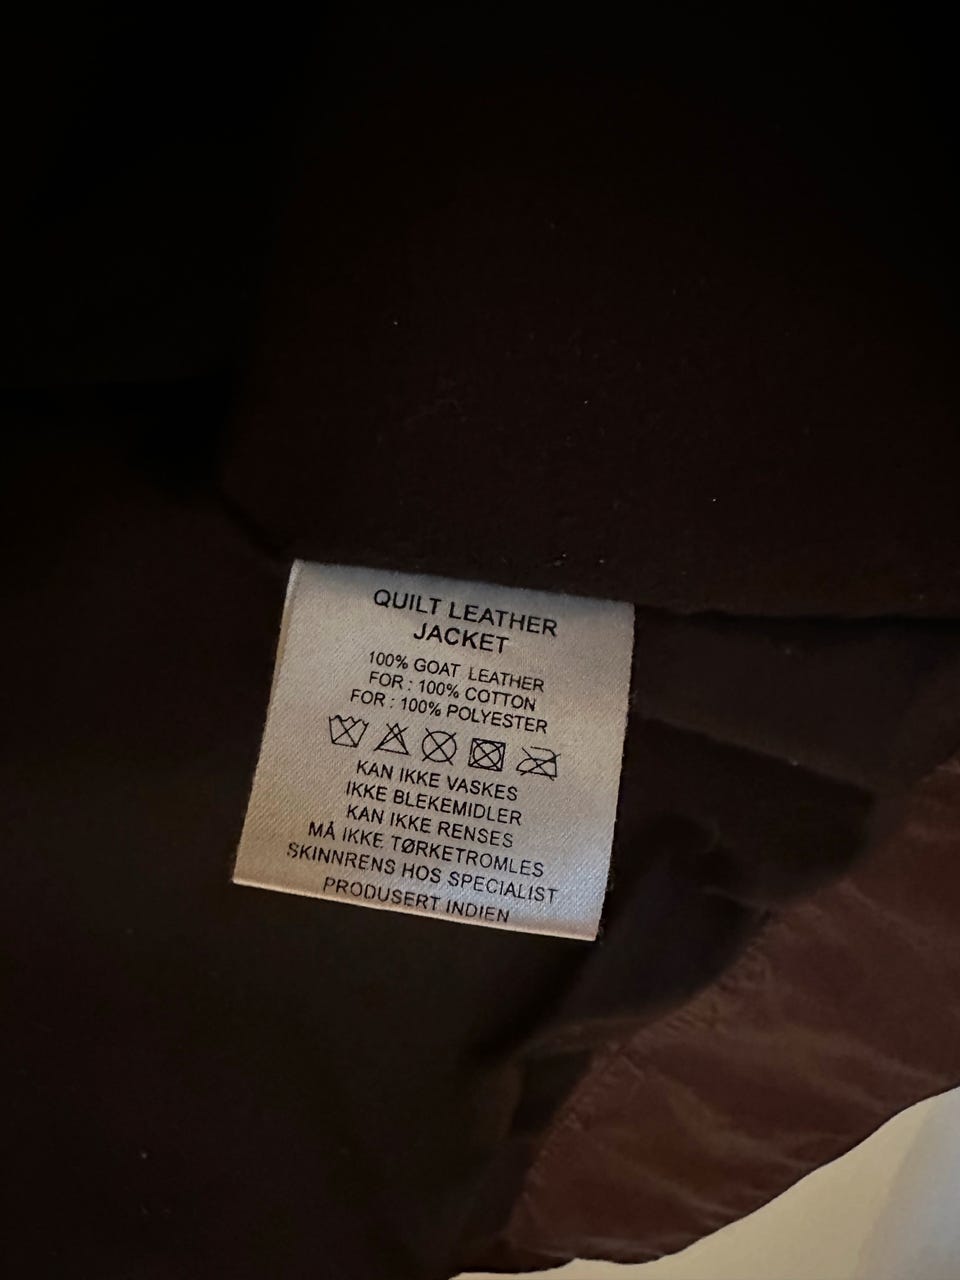 QUILT LEATHER
JACKET
100% GOAT LEATHER
FOR : 100% COTTON
FOR : 100% POLYESTER
KAN IKKE VASKES
IKKE BLEKEMIDLER
KAN IKKE RENSES
MÅ IKKE TØRKETROMLES
SKINNRENS HOS SPECIALIST
PRODUSERT INDIEN